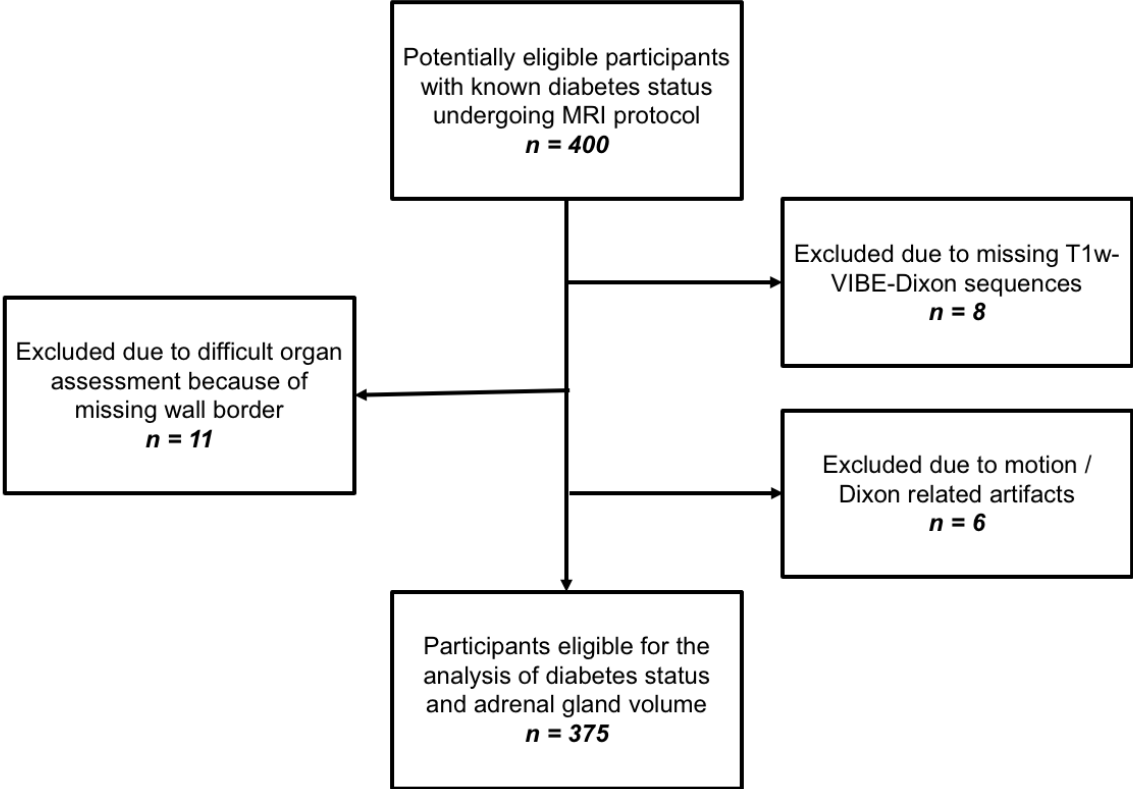 Potentially eligible participants
with known diabetes status
undergoing MRI protocol
n = 400
Excluded due to missing T1w-
VIBE-Dixon sequences
n = 8
Excluded due to difficult organ
assessment because of
missing wall border
n = 11
Excluded due to motion /
Dixon related artifacts
n = 6
Participants eligible for the
analysis of diabetes status
and adrenal gland volume
n = 375